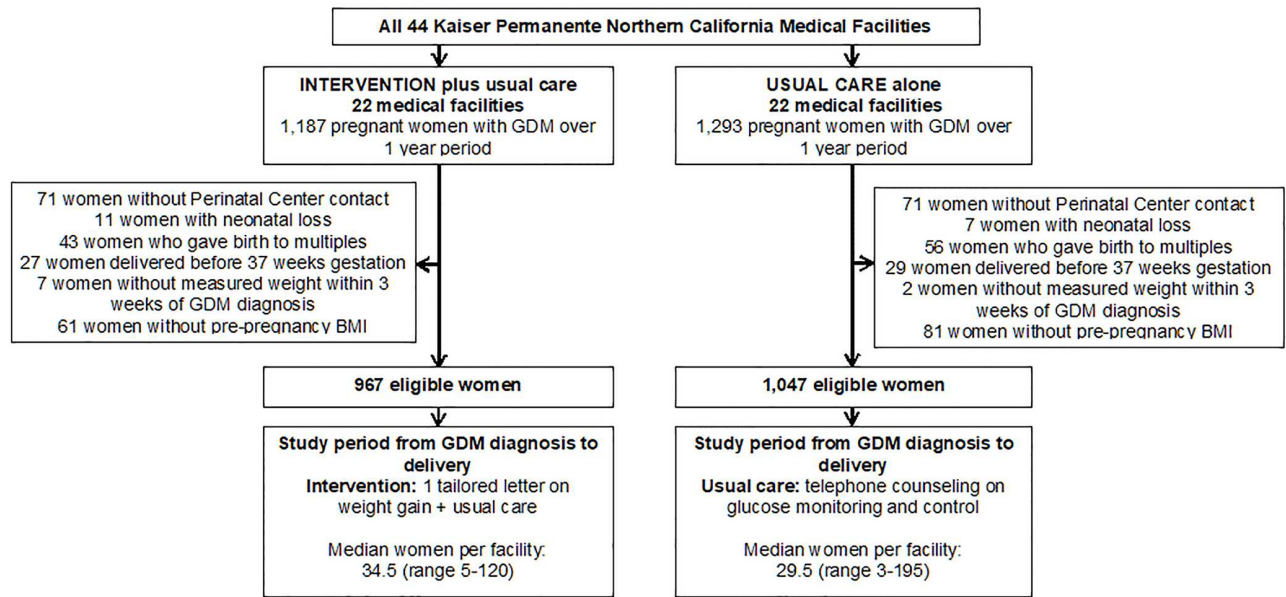 All 44 Kaiser Permanente Northern California Medical Facilities
INTERVENTION plus usual care
22 medical facilities
1,187 pregnant women with GDM over
1 year period
USUAL CARE alone
22 medical facilities
1,293 pregnant women with GDM over
1 year period
71 women without Perinatal Center contact
11 women with neonatal loss
43 women who gave birth to multiples
27 women delivered before 37 weeks gestation
7 women without measured weight within 3
weeks of GDM diagnosis
61 women without pre-pregnancy BMI
71 women without Perinatal Center contact
7 women with neonatal loss
56 women who gave birth to multiples
29 women delivered before 37 weeks gestation
2 women without measured weight within 3
weeks of GDM diagnosis
81 women without pre-pregnancy BMI
967 eligible women
1,047 eligible women
Study period from GDM diagnosis to
delivery
Intervention: 1 tailored letter on
weight gain + usual care
Median women per facility:
34.5 (range 5-120)
Study period from GDM diagnosis to
delivery
Usual care: telephone counseling on
glucose monitoring and control
Median women per facility:
29.5 (range 3-195)